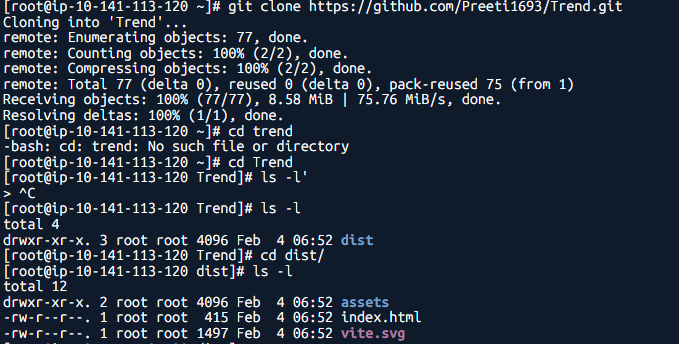 [root@ip-10-141-113-120 ~]# git clone https://github.com/Preeti1693/Trend.git
Cloning into 'Trend'...
remote: Enumerating objects: 77, done.
remote: Counting objects: 100% (2/2), done.
remote: Compressing objects: 100% (2/2), done.
remote: Total 77 (delta 0), reused 0 (delta 0), pack-reused 75 (from 1)
Receiving objects: 100% (77/77), 8.58 MiB | 75.76 MiB/s, done.
Resolving deltas: 100% (1/1), done.
[root@ip-10-141-113-120 ~]# cd trend
-bash: cd: trend: No such file or directory
[root@ip-10-141-113-120 ~]# cd Trend
[root@ip-10-141-113-120 Trend]# ls -l'
> ^C
[root@ip-10-141-113-120 Trend]# ls -l
total 4
drwxr-xr-x. 3 root root 4096 Feb  4 06:52 dist
[root@ip-10-141-113-120 Trend]# cd dist/
[root@ip-10-141-113-120 dist]# ls -l
total 12
drwxr-xr-x. 2 root root 4096 Feb  4 06:52 assets
-rw-r--r--. 1 root root  415 Feb  4 06:52 index.html
-rw-r--r--. 1 root root 1497 Feb  4 06:52 vite.svg